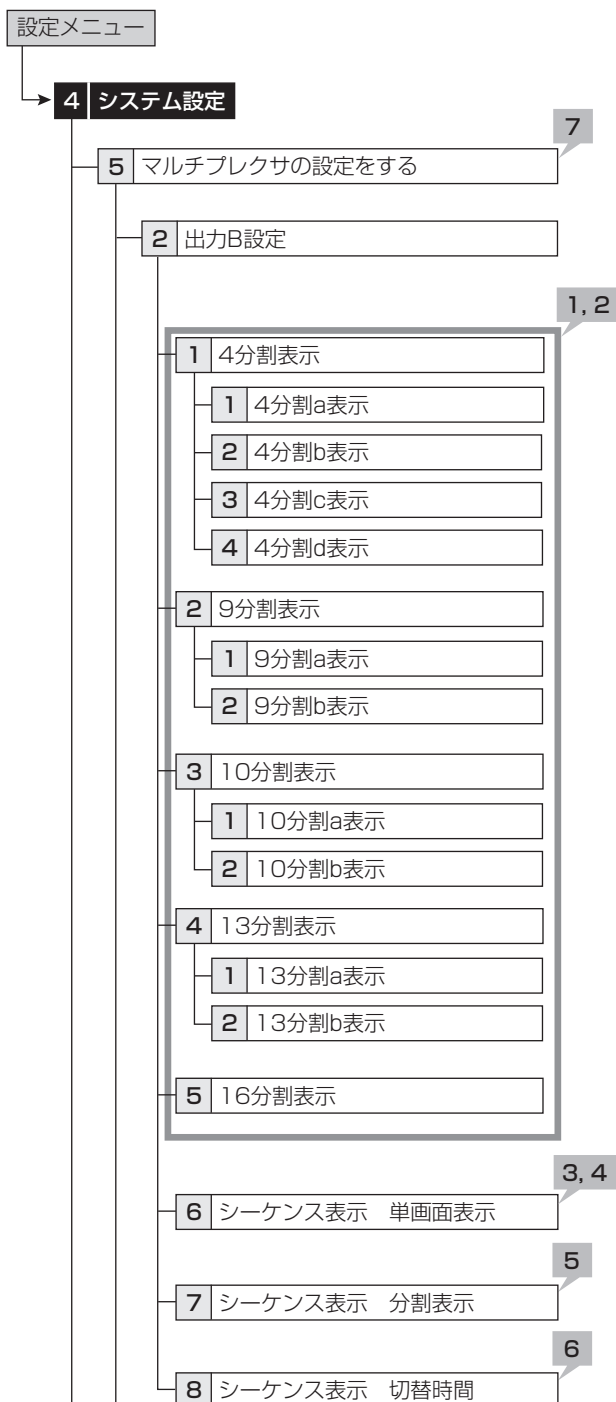 設定メニュー
4 システム設定
7
5 マルチプレクサの設定をする
2 出力B設定
1, 2
1 4分割表示
1 4分割a表示
2 4分割b表示
3 4分割c表示
4 4分割d表示
2 9分割表示
1 9分割a表示
2 9分割b表示
3 10分割表示
1 10分割a表示
2 10分割b表示
4 13分割表示
1 13分割a表示
2 13分割b表示
5 16分割表示
3, 4
6 シーケンス表示　単画面表示
5
7 シーケンス表示　分割表示
6
8 シーケンス表示　切替時間